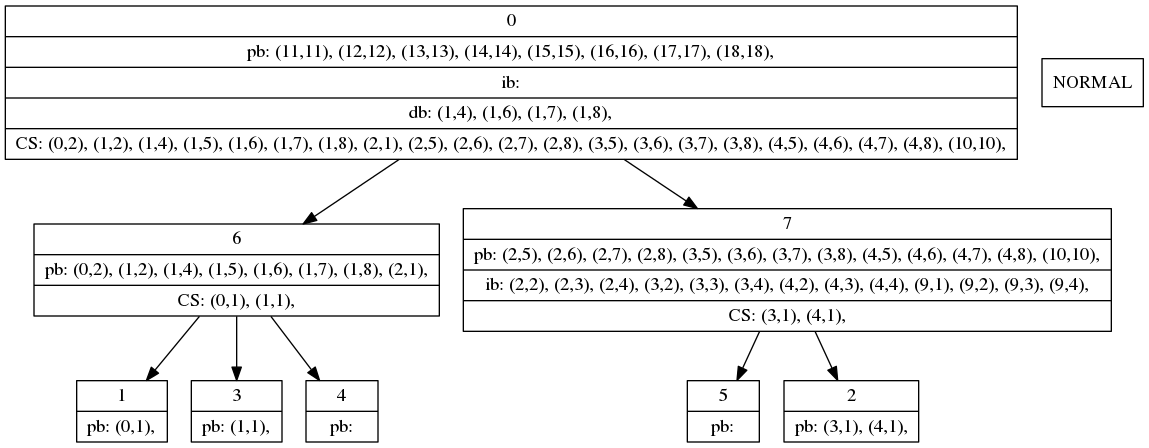 0
pb: (11,11), (12,12), (13,13), (14,14), (15,15), (16,16), (17,17), (18,18),
ib:
db: (1,4), (1,6), (1,7), (1,8),
CS: (0,2), (1,2), (1,4), (1,5), (1,6), (1,7), (1,8), (2,1), (2,5), (2,6), (2,7), (2,8), (3,5), (3,6), (3,7), (3,8), (4,5), (4,6), (4,7), (4,8), (10,10),
NORMAL
6
pb: (0,2), (1,2), (1,4), (1,5), (1,6), (1,7), (1,8), (2,1),
CS: (0,1), (1,1),
7
pb: (2,5), (2,6), (2,7), (2,8), (3,5), (3,6), (3,7), (3,8), (4,5), (4,6), (4,7), (4,8), (10,10),
ib: (2,2), (2,3), (2,4), (3,2), (3,3), (3,4), (4,2), (4,3), (4,4), (9,1), (9,2), (9,3), (9,4),
CS: (3,1), (4,1),
1
pb: (0,1),
3
pb: (1,1),
4
pb:
5
pb:
2
pb: (3,1), (4,1),